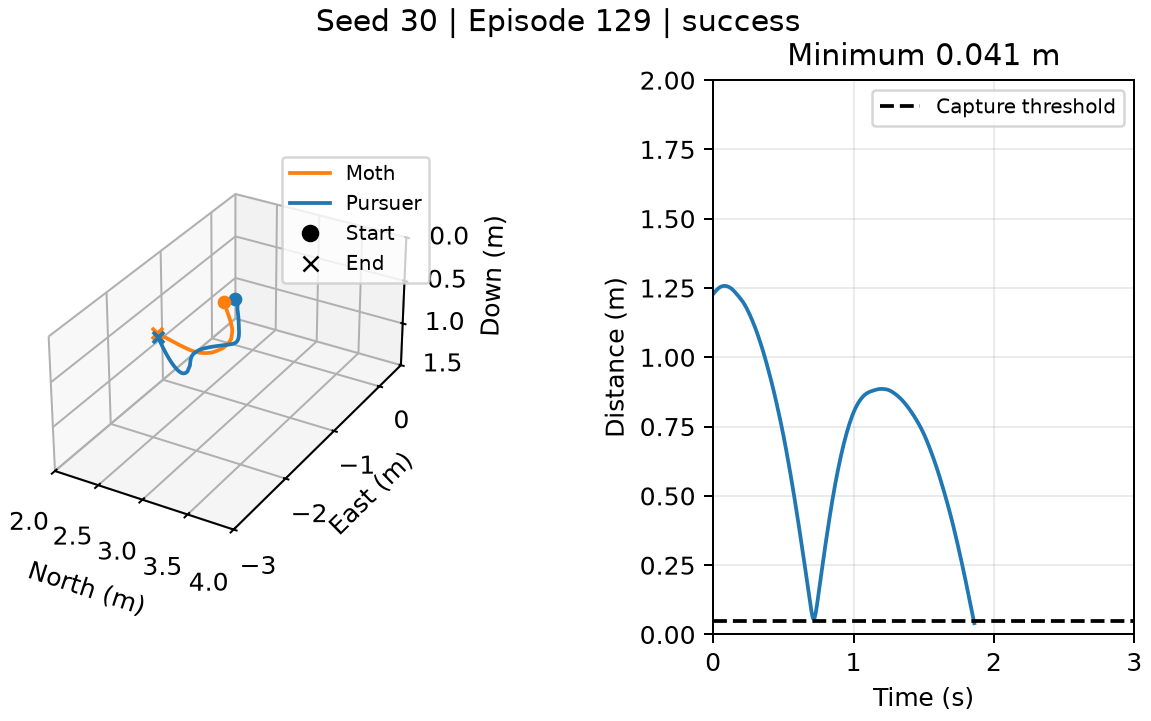 Seed 30 | Episode 129 | success
Moth
Pursuer
Start
End
0.0
0.5
1.0
1.5
Down (m)
0
−1
−2
−3
East (m)
2.0
2.5
3.0
3.5
4.0
North (m)
Minimum 0.041 m
Capture threshold
2.00
1.75
1.50
1.25
1.00
0.75
0.50
0.25
0.00
Distance (m)
0 1 2 3
Time (s)